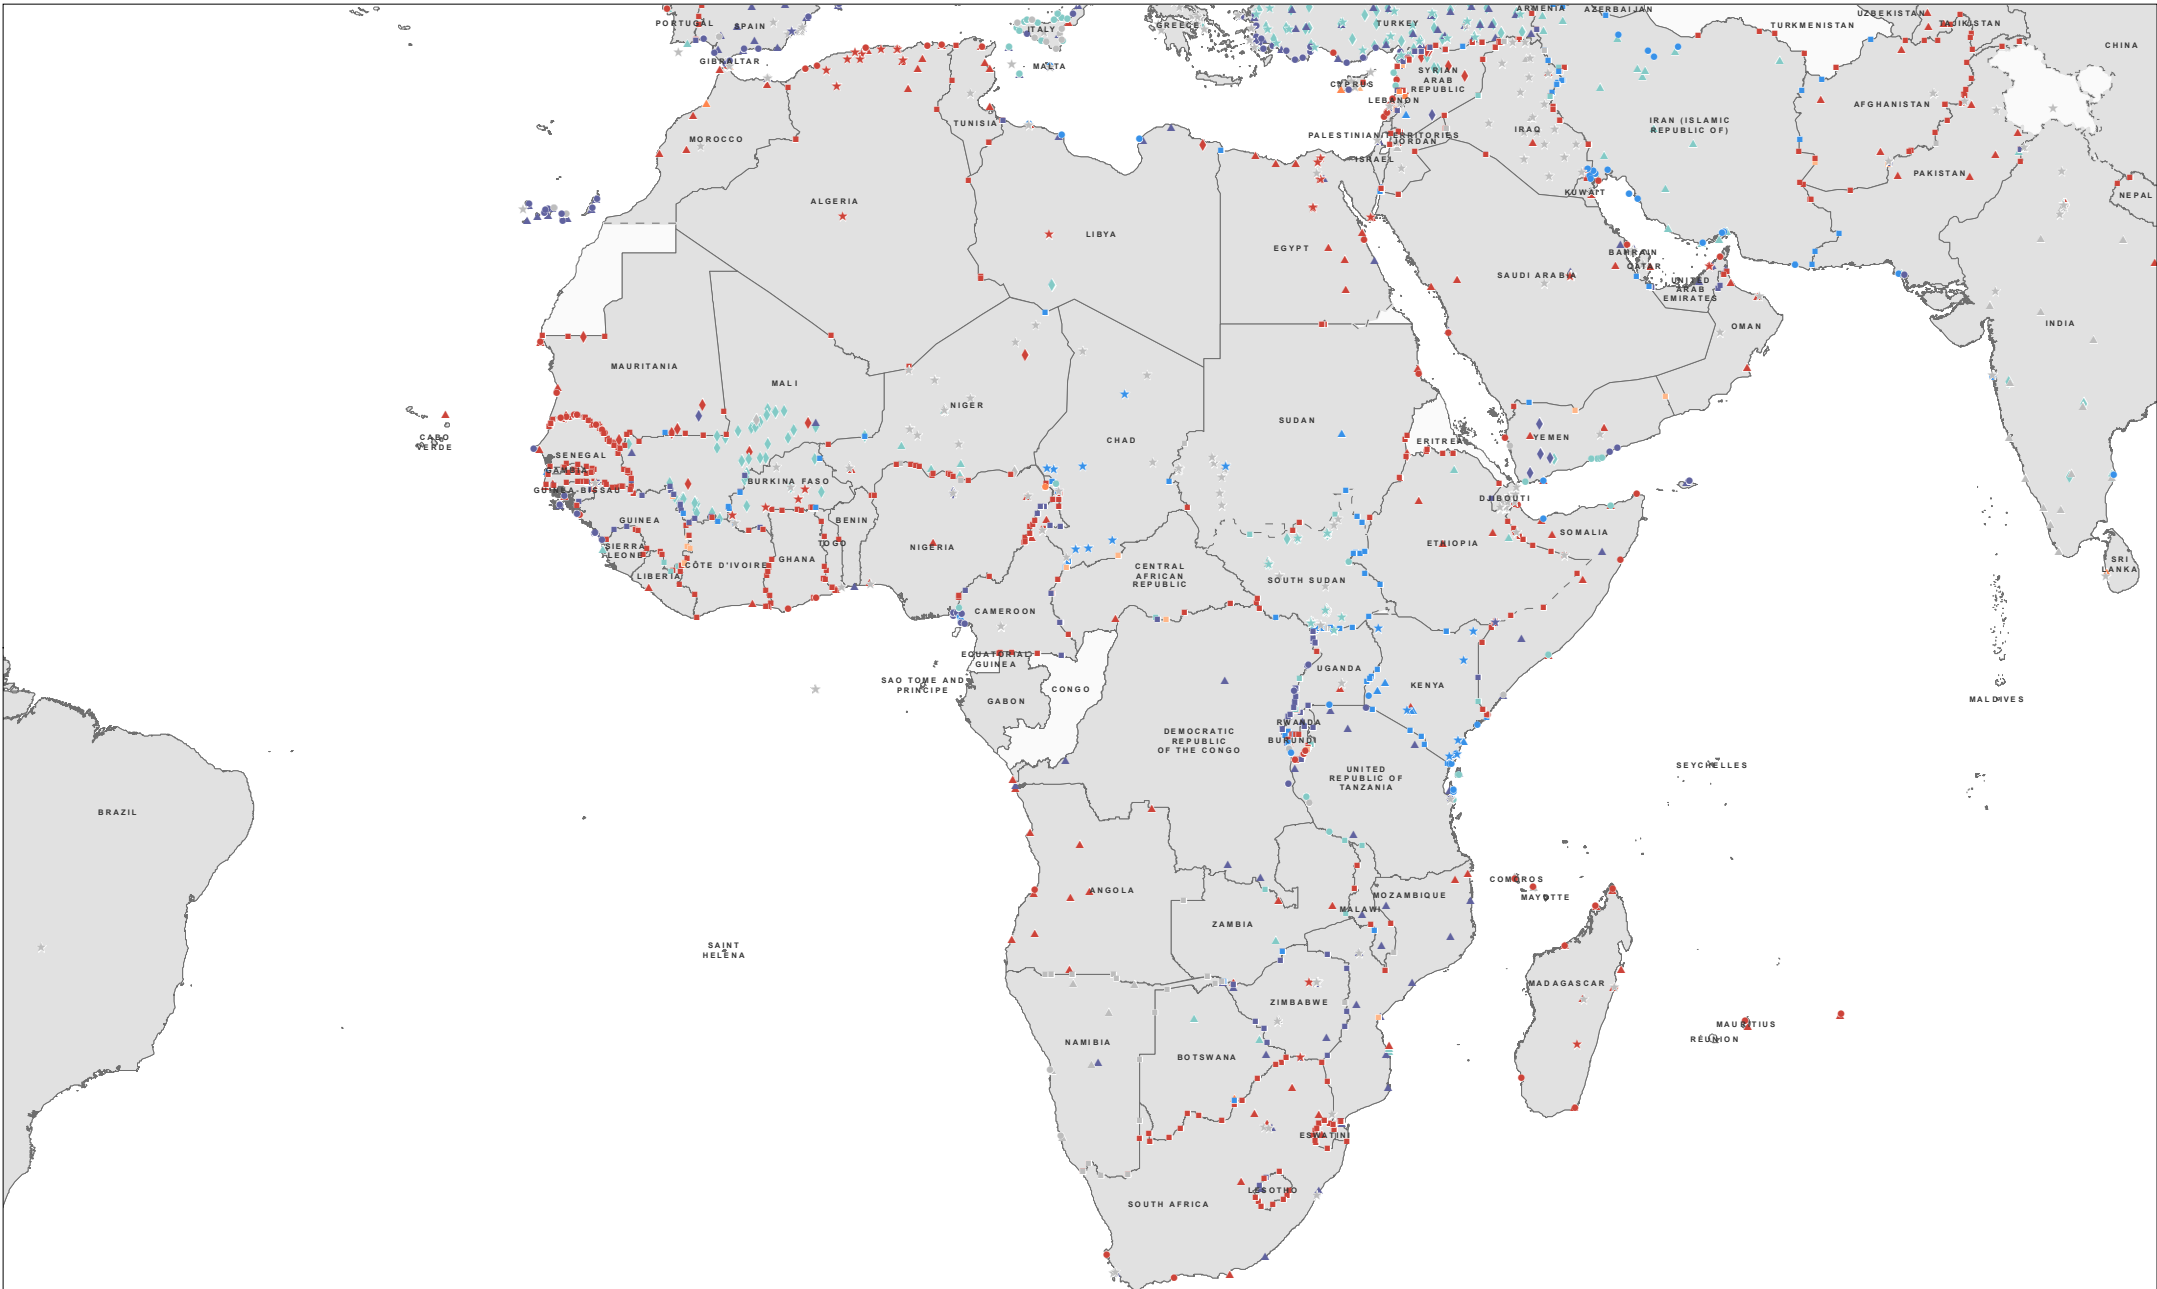 PORTUGAL
SPAIN
GIBRALTAR
ITALY
MALTA
GREECE
TURKEY
ARMENIA
AZERBAIJAN
TURKMENISTAN
UZBEKISTAN
TAJIKISTAN
CHINA
CYPRUS
SYRIAN
ARAB
REPUBLIC
LEBANON
PALESTINIAN TERRITORIES
JORDAN
ISRAEL
IRAQ
IRAN (ISLAMIC
REPUBLIC OF)
AFGHANISTAN
PAKISTAN
NEPAL
MOROCCO
TUNISIA
ALGERIA
LIBYA
EGYPT
KUWAIT
BAHRAIN
QATAR
SAUDI ARABIA
UNITED
ARAB
EMIRATES
OMAN
INDIA
MAURITANIA
MALI
NIGER
CHAD
SUDAN
ERITREA
YEMEN
CABO
VERDE
SENEGAL
GAMBIA
GUINEA-BISSAU
GUINEA
SIERRA
LEONE
LIBERIA
CÔTE D'IVOIRE
BURKINA FASO
GHANA
TOGO
BENIN
NIGERIA
CAMEROON
CENTRAL
AFRICAN
REPUBLIC
SOUTH SUDAN
ETHIOPIA
DJIBOUTI
SOMALIA
SRI
LANKA
MALDIVES
EQUATORIAL
GUINEA
SAO TOME AND
PRINCIPE
GABON
CONGO
DEMOCRATIC
REPUBLIC
OF THE CONGO
UGANDA
KENYA
RWANDA
BURUNDI
UNITED
REPUBLIC OF
TANZANIA
SEYCHELLES
BRAZIL
ANGOLA
ZAMBIA
MALAWI
MOZAMBIQUE
COMOROS
MAYOTTE
SAINT
HELENA
MADAGASCAR
MAURITIUS
RÉUNION
ZIMBABWE
NAMIBIA
BOTSWANA
ESWATINI
LESOTHO
SOUTH AFRICA